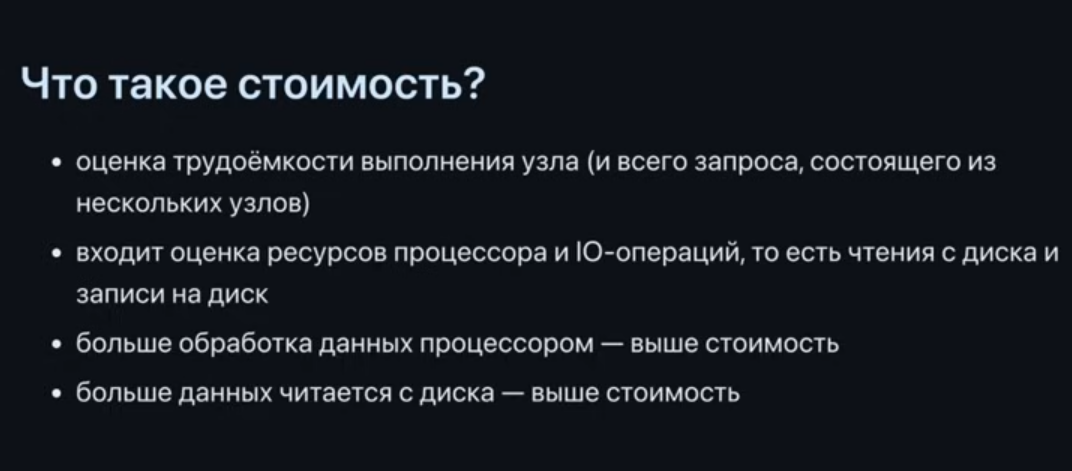 Что такое стоимость?
• оценка трудоёмкости выполнения узла (и всего запроса, состоящего из
нескольких узлов)
• входит оценка ресурсов процессора и IO-операций, то есть чтения с диска и
записи на диск
• больше обработка данных процессором — выше стоимость
• больше данных читается с диска — выше стоимость